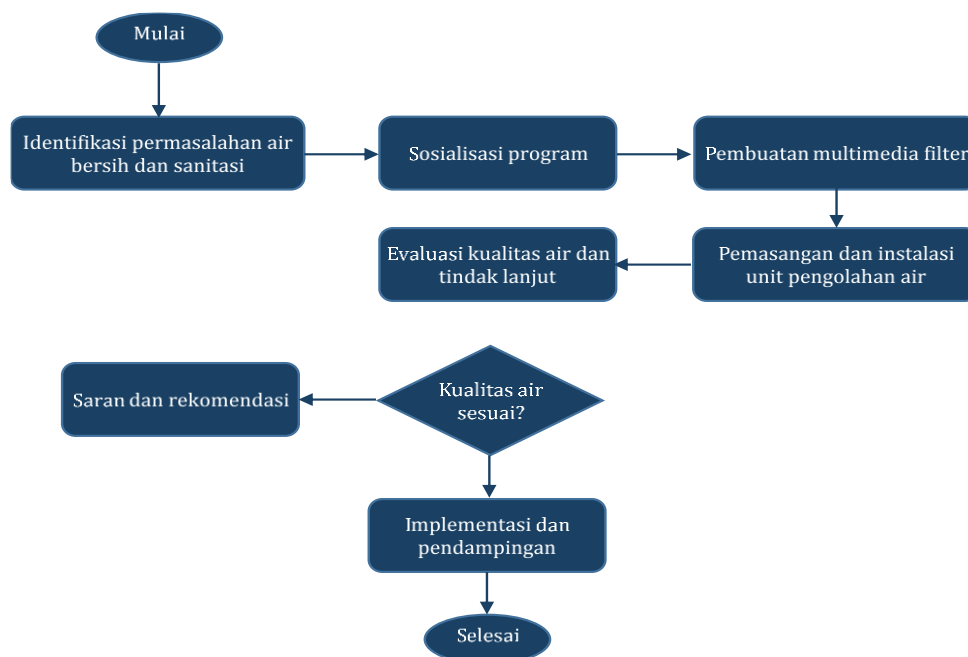 Mulai
Identifikasi permasalahan air
bersih dan sanitasi
Sosialisasi program
Pembuatan multimedia filter
Pemasangan dan instalasi
unit pengolahan air
Evaluasi kualitas air dan
tindak lanjut
Kualitas air
sesuai?
Saran dan rekomendasi
Implementasi dan
pendampingan
Selesai